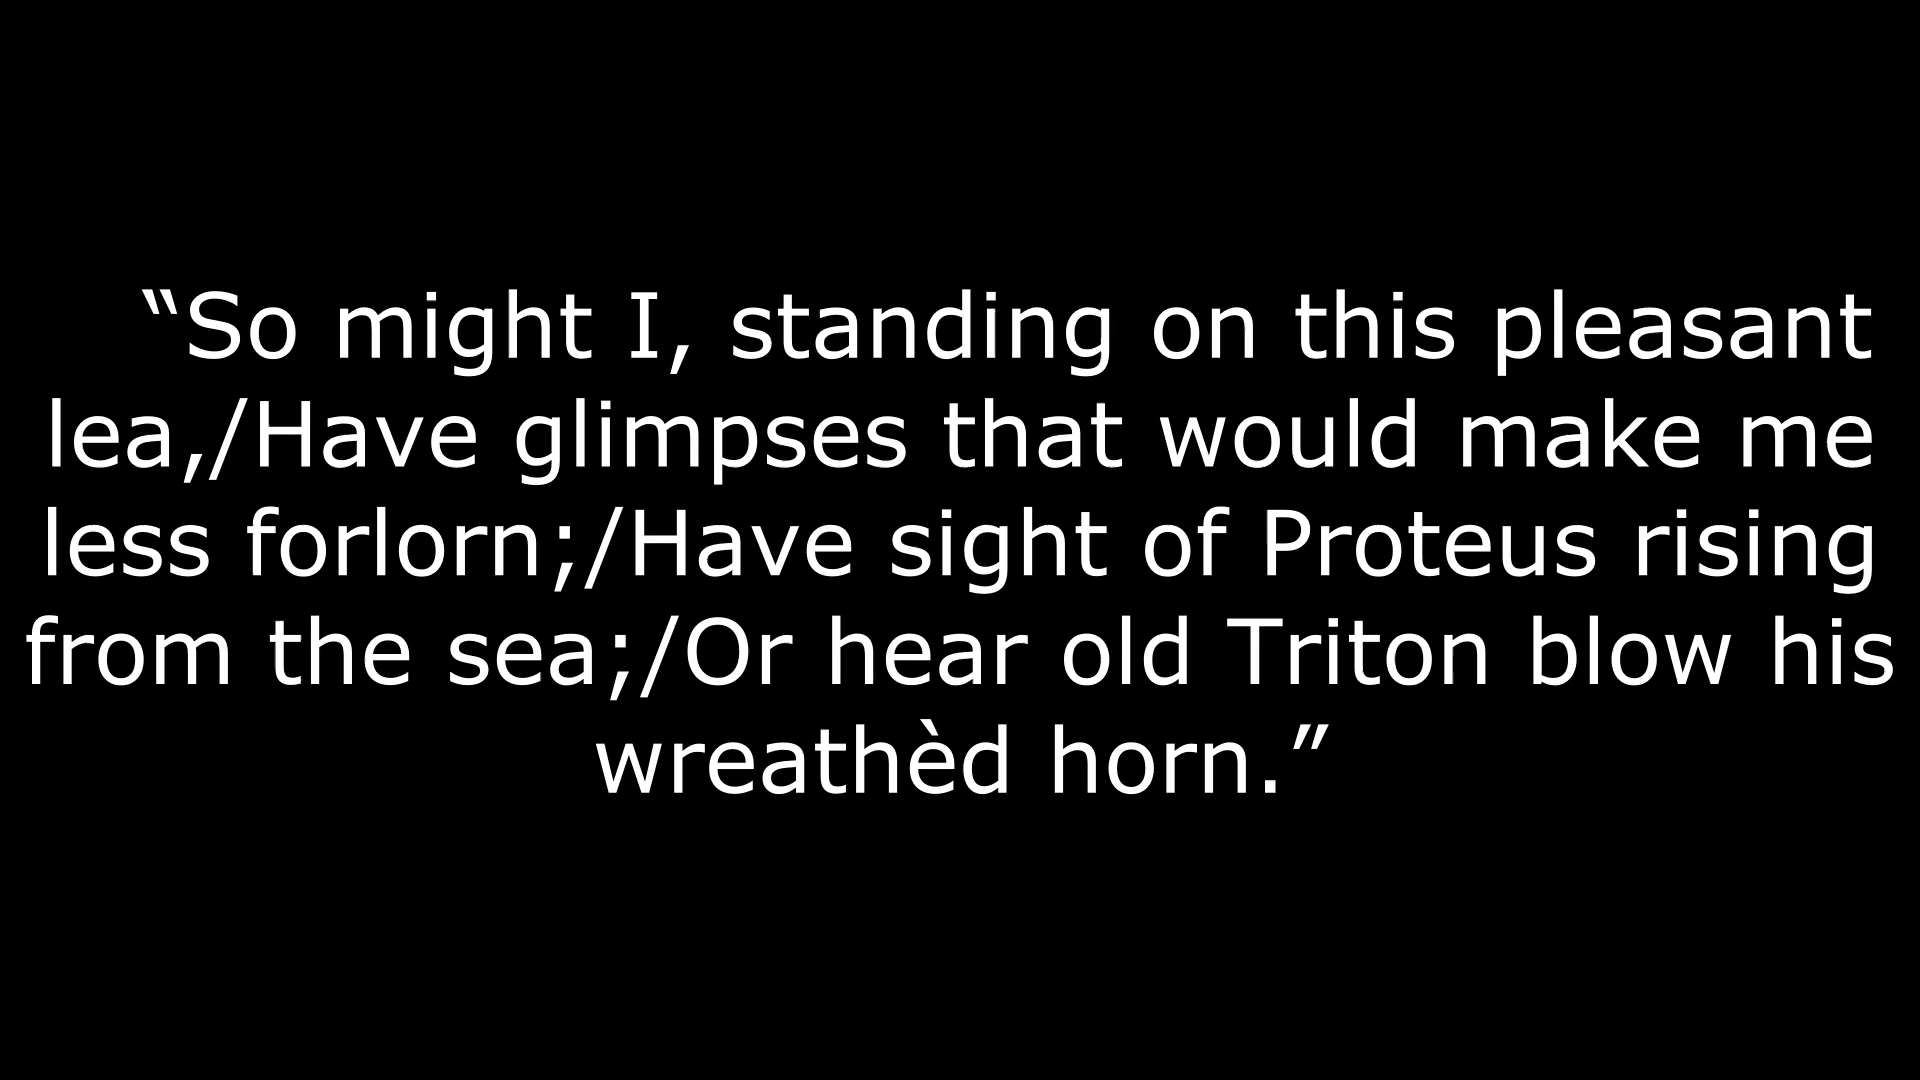 “So might I, standing on this pleasant
lea,/Have glimpses that would make me
less forlorn;/Have sight of Proteus rising
from the sea;/Or hear old Triton blow his
wreathèd horn.”